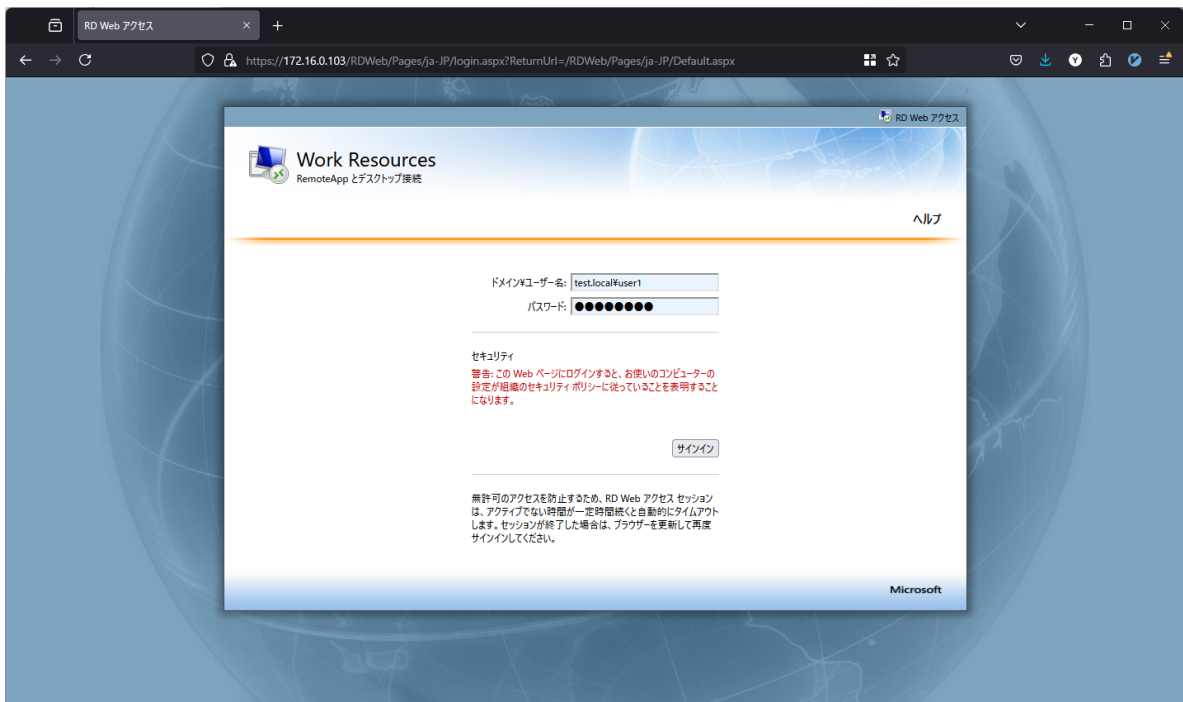 RD Web アクセス
https://172.16.0.103/RDWeb/Pages/ja-JP/login.aspx?ReturnUrl=/RDWeb/Pages/ja-JP/Default.aspx
RD Web アクセス
Work Resources
RemoteApp とデスクトップ接続
ヘルプ
ドメイン¥ユーザー名: test.local¥user1
パスワード: ●●●●●●●●
セキュリティ
警告: この Web ページにログインすると、お使いのコンピューターの
設定が組織のセキュリティ ポリシーに従っていることを表明すること
になります。
サインイン
無許可のアクセスを防止するため、RD Web アクセス セッション
は、アクティブでない時間が一定時間続くと自動的にタイムアウト
します。セッションが終了した場合は、ブラウザーを更新して再度
サインインしてください。
Microsoft